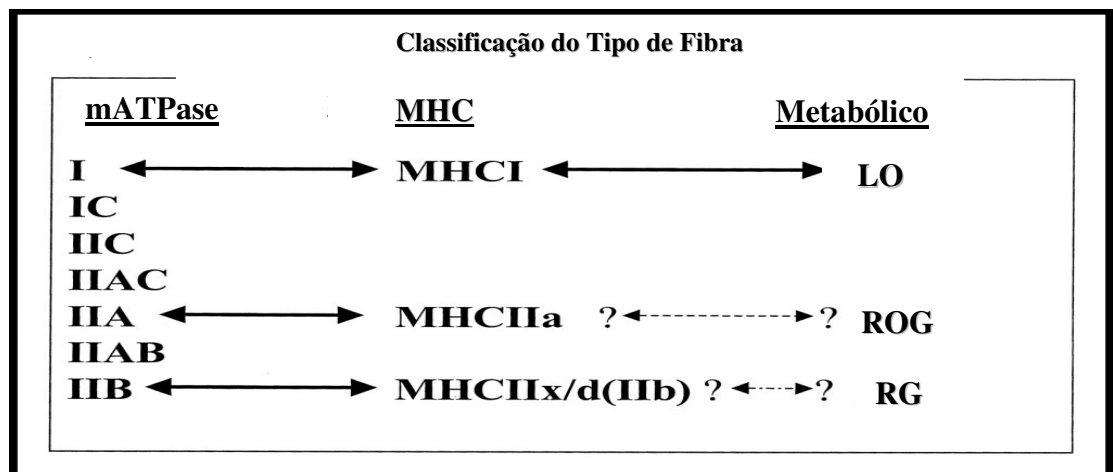 Classificação do Tipo de Fibra
mATPase MHC Metabólico
I MHCI LO
IC
IIC
IIAC
IIA MHCIIa ? ? ROG
IIAB
IIB MHCIIx/d(IIb) ? ? RG